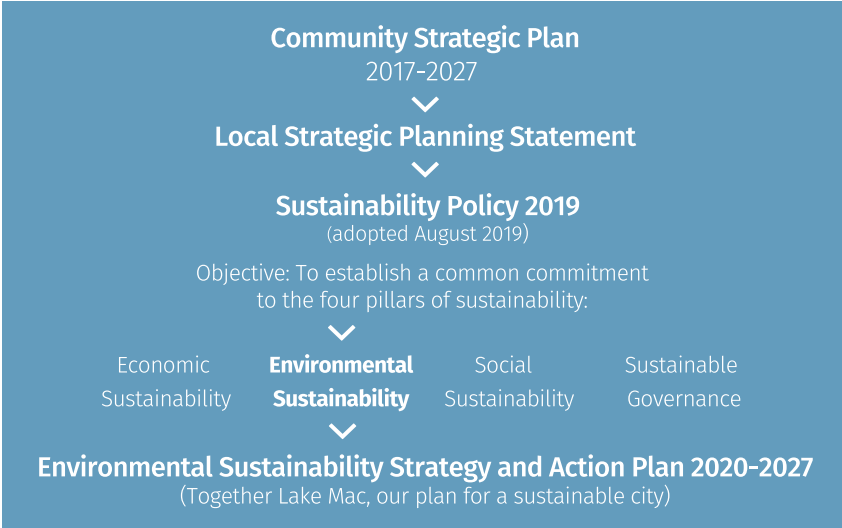 Community Strategic Plan
2017-2027
Local Strategic Planning Statement
Sustainability Policy 2019
(adopted August 2019)
Objective: To establish a common commitment
to the four pillars of sustainability:
Economic Environmental Social Sustainable
Sustainability Sustainability Sustainability Governance
Environmental Sustainability Strategy and Action Plan 2020-2027
(Together Lake Mac, our plan for a sustainable city)